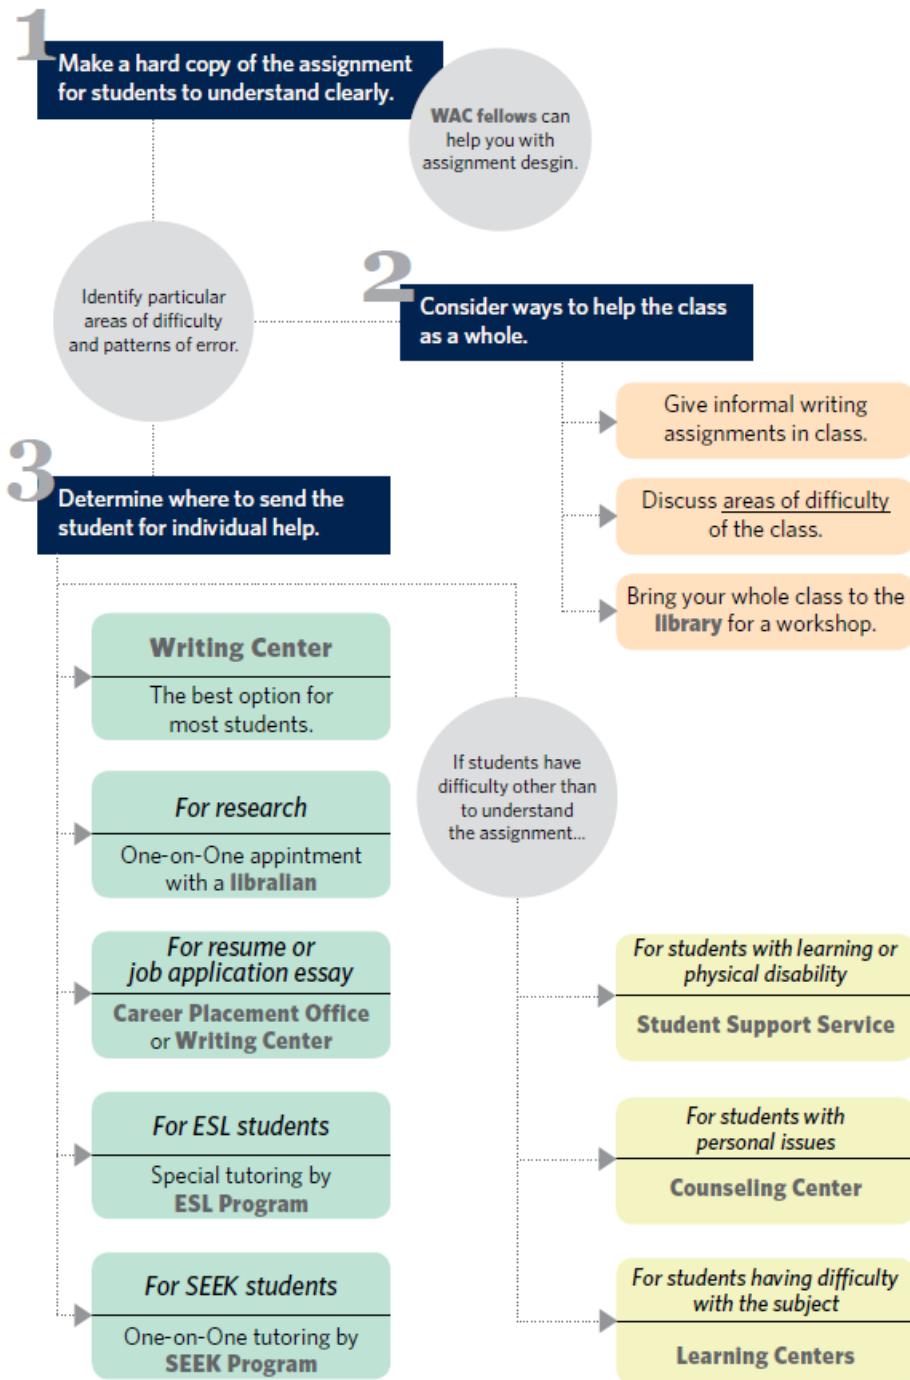 1
Make a hard copy of the assignment
for students to understand clearly.
WAC fellows can
help you with
assignment desgin.
Identify particular
areas of difficulty
and patterns of error.
2
Consider ways to help the class
as a whole.
Give informal writing
assignments in class.
Discuss areas of difficulty
of the class.
Bring your whole class to the
library for a workshop.
3
Determine where to send the
student for individual help.
Writing Center
The best option for
most students.
For research
One-on-One appintment
with a libralian
For resume or
job application essay
Career Placement Office
or Writing Center
For ESL students
Special tutoring by
ESL Program
For SEEK students
One-on-One tutoring by
SEEK Program
If students have
difficulty other than
to understand
the assignment...
For students with learning or
physical disability
Student Support Service
For students with
personal issues
Counseling Center
For students having difficulty
with the subject
Learning Centers